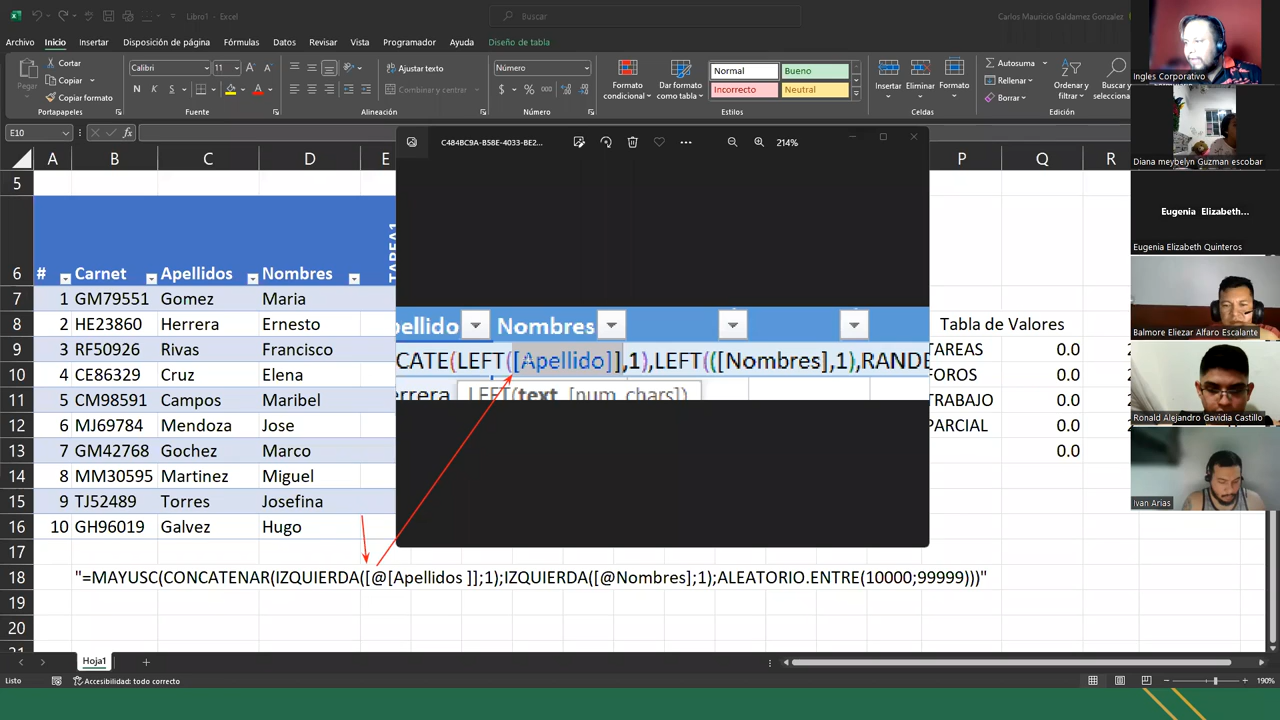 Libro1 - Excel
Buscar
Carlos Mauricio Galdamez Gonzalez
Archivo Inicio Insertar Disposición de página Fórmulas Datos Revisar Vista Programador Ayuda Diseño de tabla
Pegar
Cortar
Copiar
Copiar formato
Portapapeles
Calibri 11
N K S
Fuente
Ajustar texto
Combinar y centrar
Alineación
Número
$ % 000
Número
Formato condicional
Dar formato como tabla
Normal Bueno
Incorrecto Neutral
Estilos
Insertar Eliminar Formato
Celdas
Autosuma
Rellenar
Borrar
Ordenar y filtrar
Buscar y selecciona
E10
fx
A B C D E P Q R
5
6 # Carnet Apellidos Nombres TAREA1
7 1 GM79551 Gomez Maria
8 2 HE23860 Herrera Ernesto Tabla de Valores
9 3 RF50926 Rivas Francisco TAREAS 0.0
10 4 CE86329 Cruz Elena FOROS 0.0
11 5 CM98591 Campos Maribel TRABAJO 0.0
12 6 MJ69784 Mendoza Jose PARCIAL 0.0
13 7 GM42768 Gochez Marco 0.0
14 8 MM30595 Martinez Miguel
15 9 TJ52489 Torres Josefina
16 10 GH96019 Galvez Hugo
17
18 "=MAYUSC(CONCATENAR(IZQUIERDA([@[Apellidos ]];1);IZQUIERDA([@Nombres];1);ALEATORIO.ENTRE(10000;99999)))"
19
20
C484BC9A-B58E-4033-BE2...
214%
pellido Nombres
CATE(LEFT([Apellido]],1),LEFT(([Nombres],1),RANDE
errera LEFT(text, [num_chars])
Hoja1
Listo
Accesibilidad: todo correcto
190%
Ingles Corporativo
Diana meybelyn Guzman escobar
Eugenia Elizabeth...
Eugenia Elizabeth Quinteros
Balmore Eliezar Alfaro Escalante
Ronald Alejandro Gavidia Castillo
Ivan Arias